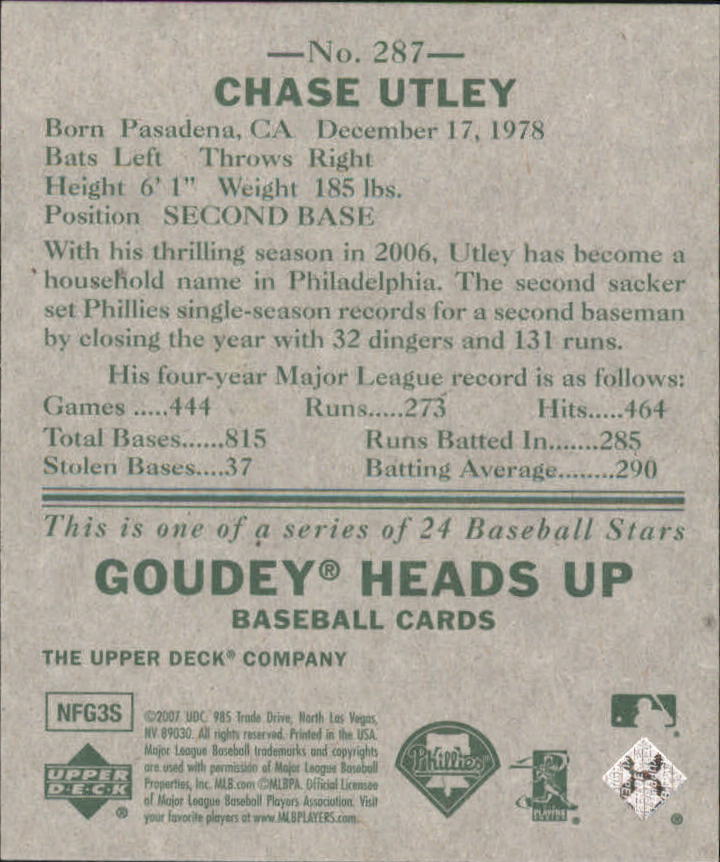 —No. 287—
CHASE UTLEY
Born Pasadena, CA December 17, 1978
Bats Left Throws Right
Height 6' 1" Weight 185 lbs.
Position SECOND BASE
With his thrilling season in 2006, Utley has become a
household name in Philadelphia. The second sacker
set Phillies single-season records for a second baseman
by closing the year with 32 dingers and 131 runs.
His four-year Major League record is as follows:
Games .....444 Runs.....273 Hits.....464
Total Bases......815 Runs Batted In.......285
Stolen Bases....37 Batting Average........290
This is one of a series of 24 Baseball Stars
GOUDEY® HEADS UP
BASEBALL CARDS
THE UPPER DECK® COMPANY
NFG3S
©2007 UDC, 985 Trade Drive, North Las Vegas,
NV 89030. All rights reserved. Printed in the USA.
Major League Baseball trademarks and copyrights
are used with permission of Major League Baseball
Properties, Inc. MLB.com ©MLBPA. Official Licensee
of Major League Baseball Players Association. Visit
your favorite players at www.MLBPLAYERS.com.
UPPER
D·E·C·K
®
Phillies
PLAYERS
®
®